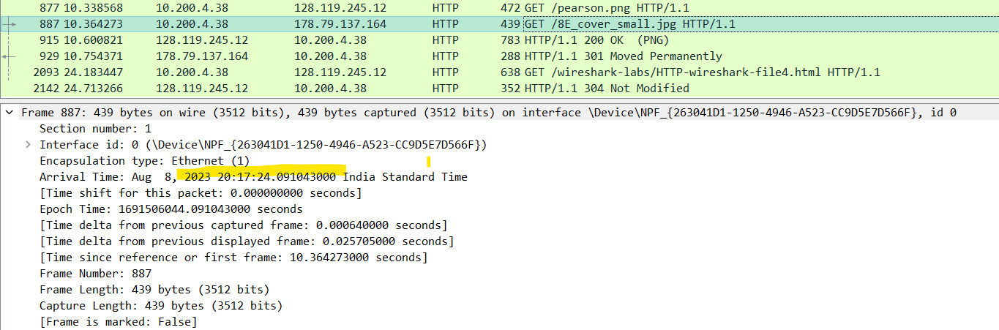 877 10.338568 10.200.4.38 128.119.245.12 HTTP 472 GET /pearson.png HTTP/1.1
887 10.364273 10.200.4.38 178.79.137.164 HTTP 439 GET /8E_cover_small.jpg HTTP/1.1
915 10.600821 128.119.245.12 10.200.4.38 HTTP 783 HTTP/1.1 200 OK (PNG)
929 10.754371 178.79.137.164 10.200.4.38 HTTP 288 HTTP/1.1 301 Moved Permanently
2093 24.183447 10.200.4.38 128.119.245.12 HTTP 638 GET /wireshark-labs/HTTP-wireshark-file4.html HTTP/1.1
2142 24.713266 128.119.245.12 10.200.4.38 HTTP 352 HTTP/1.1 304 Not Modified
Frame 887: 439 bytes on wire (3512 bits), 439 bytes captured (3512 bits) on interface \Device\NPF_{263041D1-1250-4946-A523-CC9D5E7D566F}, id 0
Section number: 1
Interface id: 0 (\Device\NPF_{263041D1-1250-4946-A523-CC9D5E7D566F})
Encapsulation type: Ethernet (1)
Arrival Time: Aug 8, 2023 20:17:24.091043000 India Standard Time
[Time shift for this packet: 0.000000000 seconds]
Epoch Time: 1691506044.091043000 seconds
[Time delta from previous captured frame: 0.000640000 seconds]
[Time delta from previous displayed frame: 0.025705000 seconds]
[Time since reference or first frame: 10.364273000 seconds]
Frame Number: 887
Frame Length: 439 bytes (3512 bits)
Capture Length: 439 bytes (3512 bits)
[Frame is marked: False]